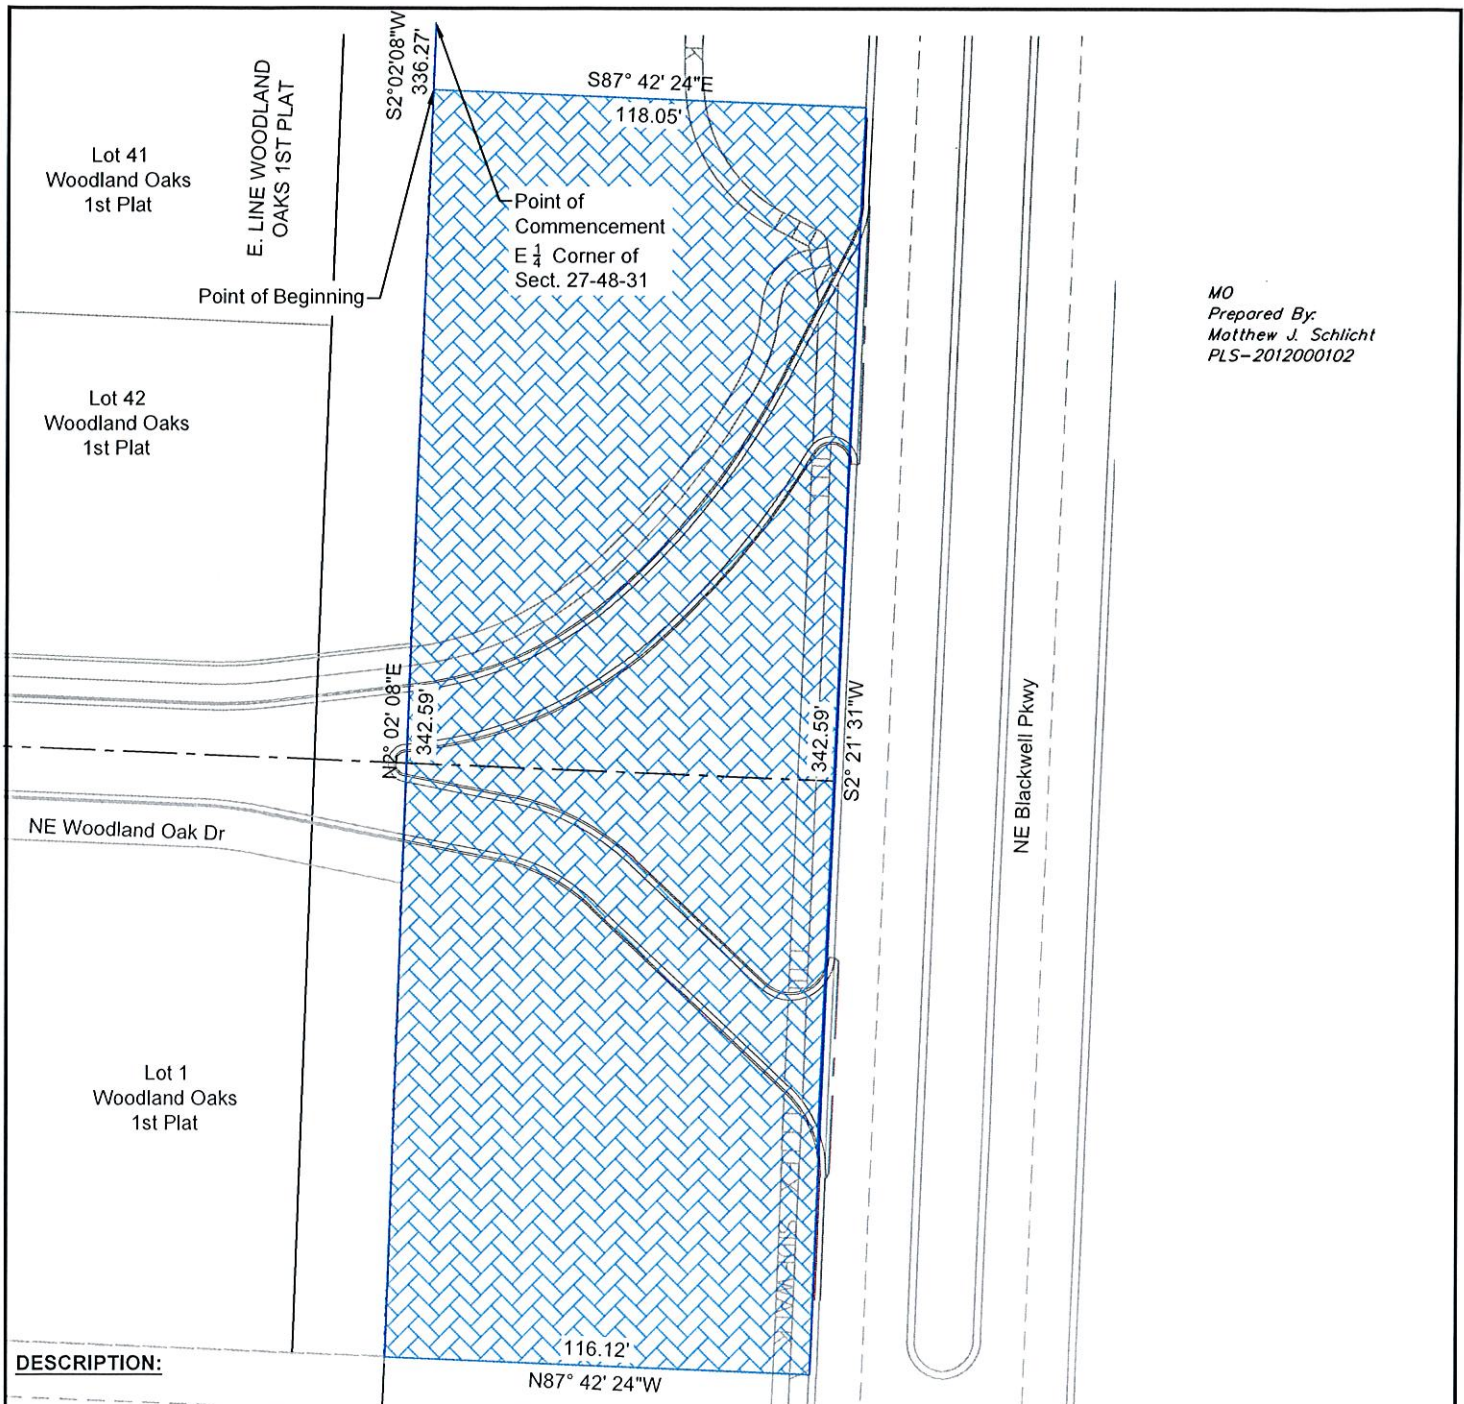 S2°02'08"W
336.27'
S87° 42' 24"E
118.05'
E. LINE WOODLAND
OAKS 1ST PLAT
Lot 41
Woodland Oaks
1st Plat
Point of
Commencement
E 1/4 Corner of
Sect. 27-48-31
Point of Beginning
MO
Prepared By:
Matthew J. Schlicht
PLS-2012000102
Lot 42
Woodland Oaks
1st Plat
N2° 02' 08"E
342.59'
342.59'
S2° 21' 31"W
NE Blackwell Pkwy
NE Woodland Oak Dr
Lot 1
Woodland Oaks
1st Plat
SIDEWALK
116.12'
N87° 42' 24"W
DESCRIPTION: